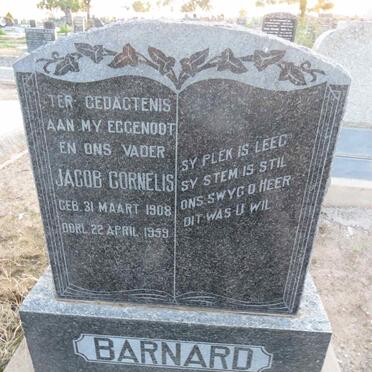 TER GEDAGTENIS
AAN MY EGGENOOT
EN ONS VADER
JACOB CORNELIS
GEB. 31 MAART 1908
OORL. 22 APRIL 1959
SY PLEK IS LEEG
SY STEM IS STIL
ONS SWYG O HEER
DIT WAS U WIL
BARNARD